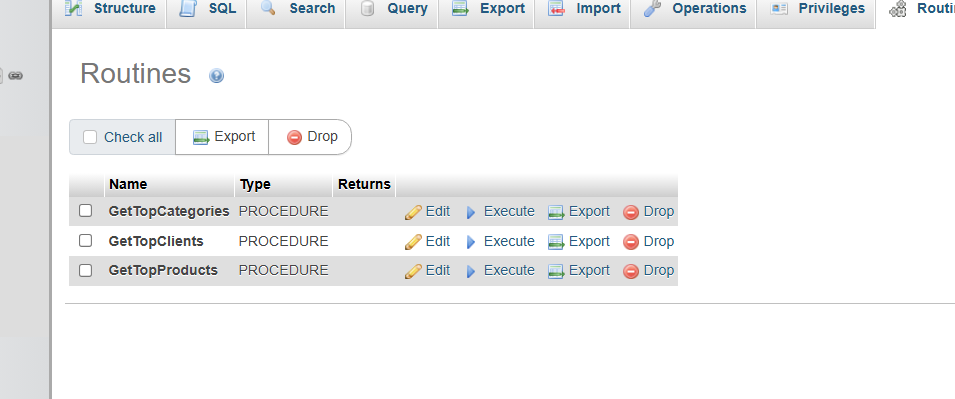 Structure SQL Search Query Export Import Operations Privileges Routi
Routines
Check all Export Drop
Name Type Returns
GetTopCategories PROCEDURE Edit Execute Export Drop
GetTopClients PROCEDURE Edit Execute Export Drop
GetTopProducts PROCEDURE Edit Execute Export Drop